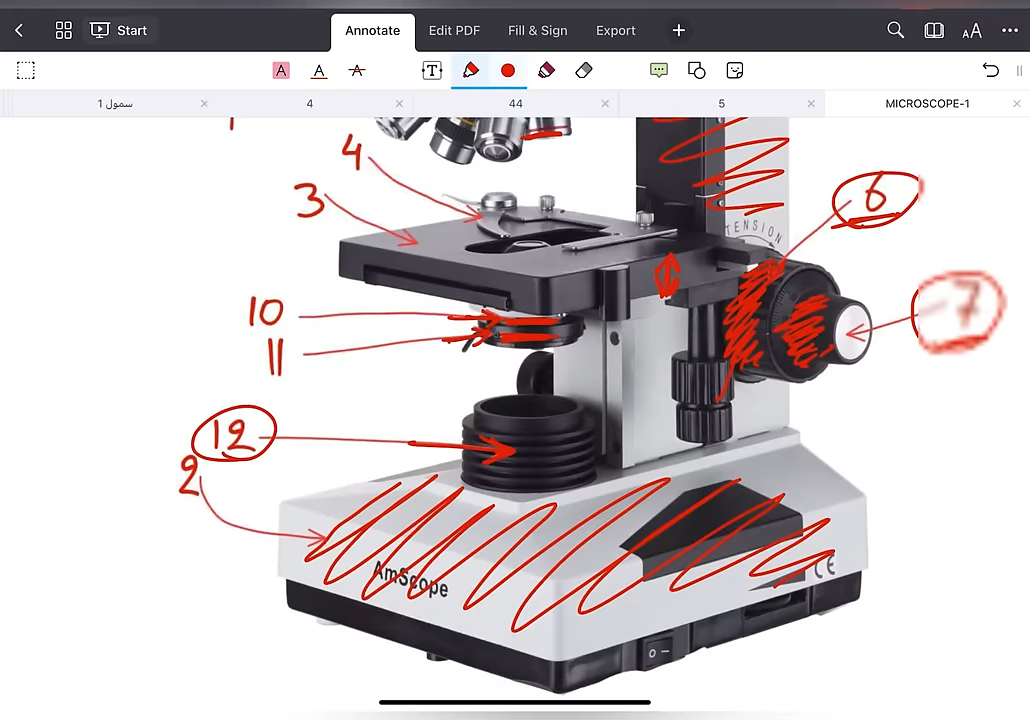 Start
Annotate
Edit PDF
Fill & Sign
Export
+
AA
A
A
A
T
سمول 1
4
44
5
MICROSCOPE-1
4
3
6
TENSION
10
7
11
12
2
AmScope
CE
O –